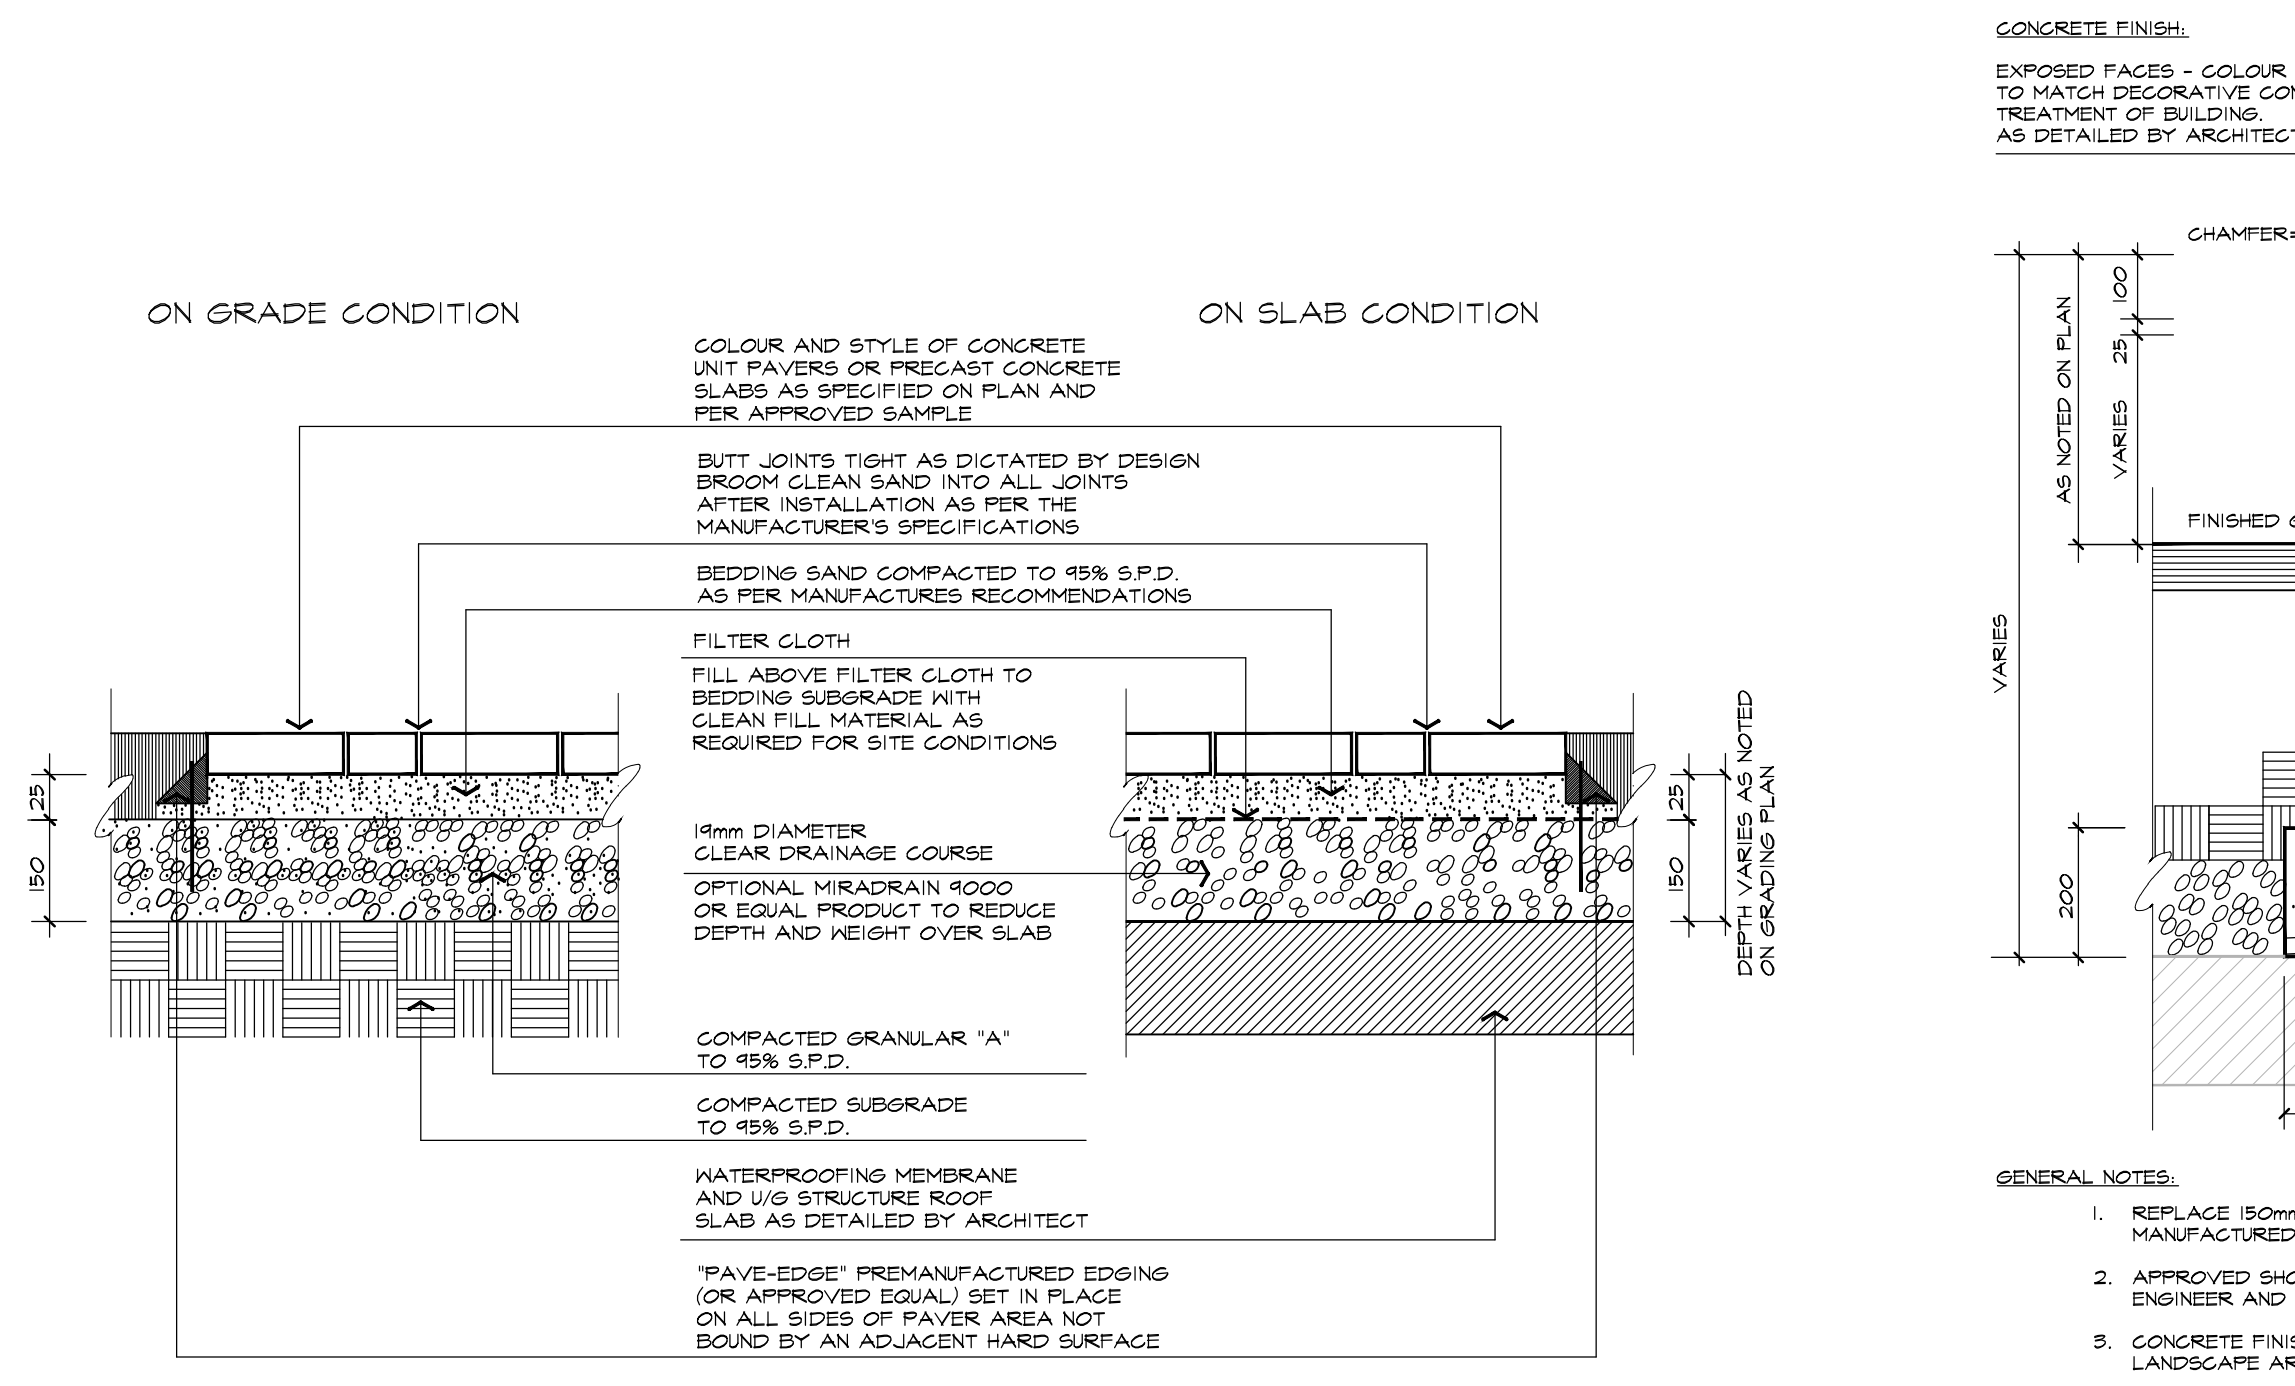 CONCRETE FINISH:
EXPOSED FACES - COLOUR
TO MATCH DECORATIVE
TREATMENT OF BUILDING.
AS DETAILED BY ARCHITECT
CHAMFER=
ON GRADE CONDITION
ON SLAB CONDITION
COLOUR AND STYLE OF CONCRETE
UNIT PAVERS OR PRECAST CONCRETE
SLABS AS SPECIFIED ON PLAN AND
PER APPROVED SAMPLE
BUTT JOINTS TIGHT AS DICTATED BY DESIGN
BROOM CLEAN SAND INTO ALL JOINTS
AFTER INSTALLATION AS PER THE
MANUFACTURER'S SPECIFICATIONS
BEDDING SAND COMPACTED TO 95% S.P.D.
AS PER MANUFACTURES RECOMMENDATIONS
FILTER CLOTH
FILL ABOVE FILTER CLOTH TO
BEDDING SUBGRADE WITH
CLEAN FILL MATERIAL AS
REQUIRED FOR SITE CONDITIONS
19mm DIAMETER
CLEAR DRAINAGE COURSE
OPTIONAL MIRADRAIN 9000
OR EQUAL PRODUCT TO REDUCE
DEPTH AND WEIGHT OVER SLAB
COMPACTED GRANULAR "A"
TO 95% S.P.D.
COMPACTED SUBGRADE
TO 95% S.P.D.
WATERPROOFING MEMBRANE
AND U/G STRUCTURE ROOF
SLAB AS DETAILED BY ARCHITECT
"PAVE-EDGE" PREMANUFACTURED EDGING
(OR APPROVED EQUAL) SET IN PLACE
ON ALL SIDES OF PAVER AREA NOT
BOUND BY AN ADJACENT HARD SURFACE
25
150
25
150
DEPTH VARIES AS NOTED
ON GRADING PLAN
VARIES
AS NOTED ON PLAN
100
25
VARIES
FINISHED
200
GENERAL NOTES:
1. REPLACE 150mm
MANUFACTURED
2. APPROVED
ENGINEER AND
3. CONCRETE
LANDSCAPE